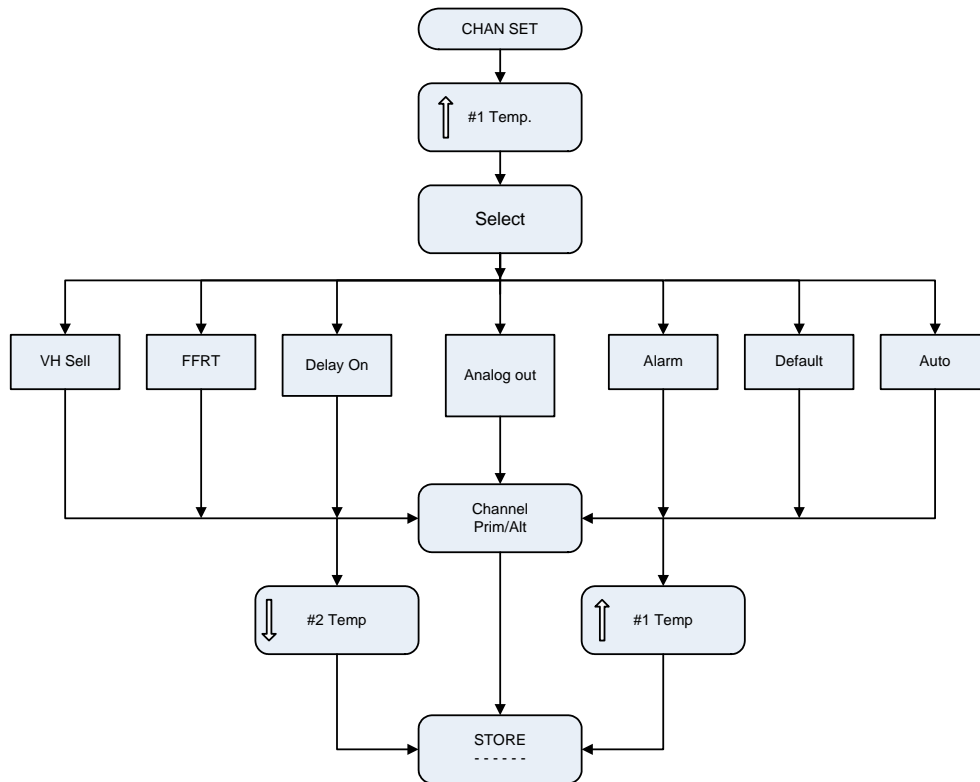 CHAN SET
#1 Temp.
Select
VH Sell
FFRT
Delay On
Analog out
Alarm
Default
Auto
Channel
Prim/Alt
#2 Temp
#1 Temp
STORE
- - - - - -